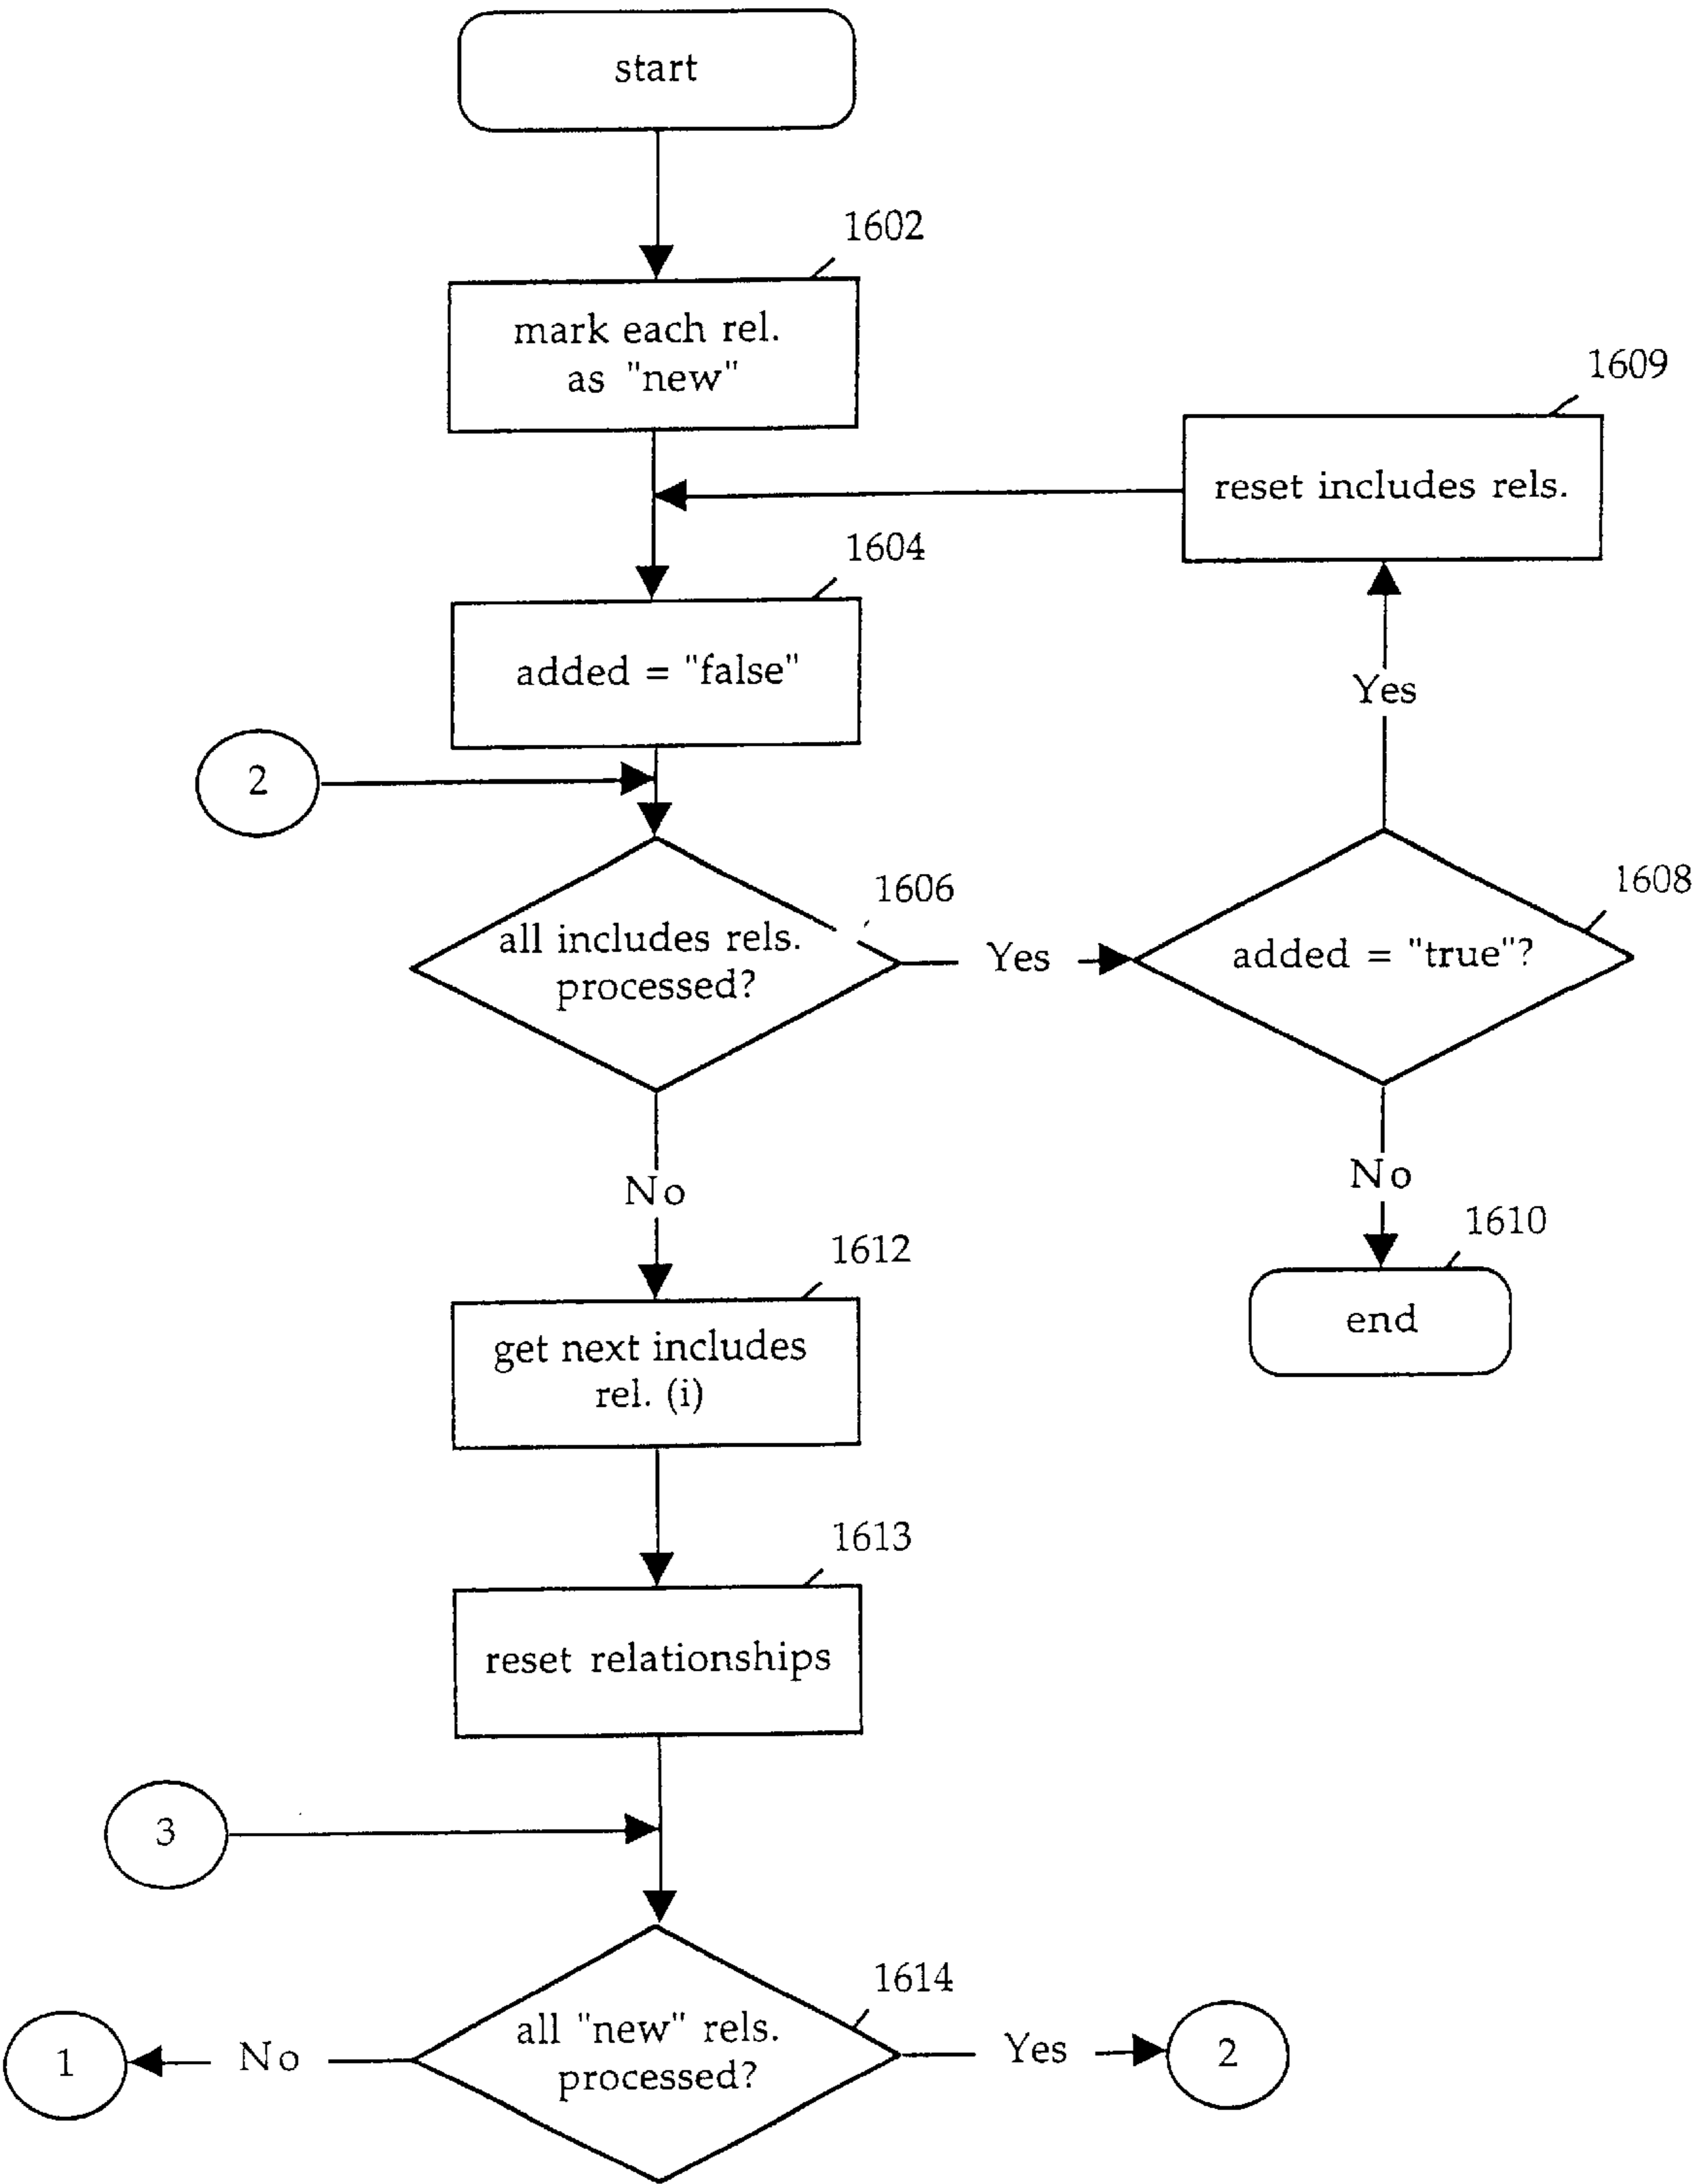 start
1602
mark each rel.
as "new"
1609
reset includes rels.
1604
added = "false"
2
1606
all includes rels.
processed?
Yes
1608
added = "true"?
Yes
No
1610
end
No
1612
get next includes
rel. (i)
1613
reset relationships
3
1614
all "new" rels.
processed?
No
1
Yes
2